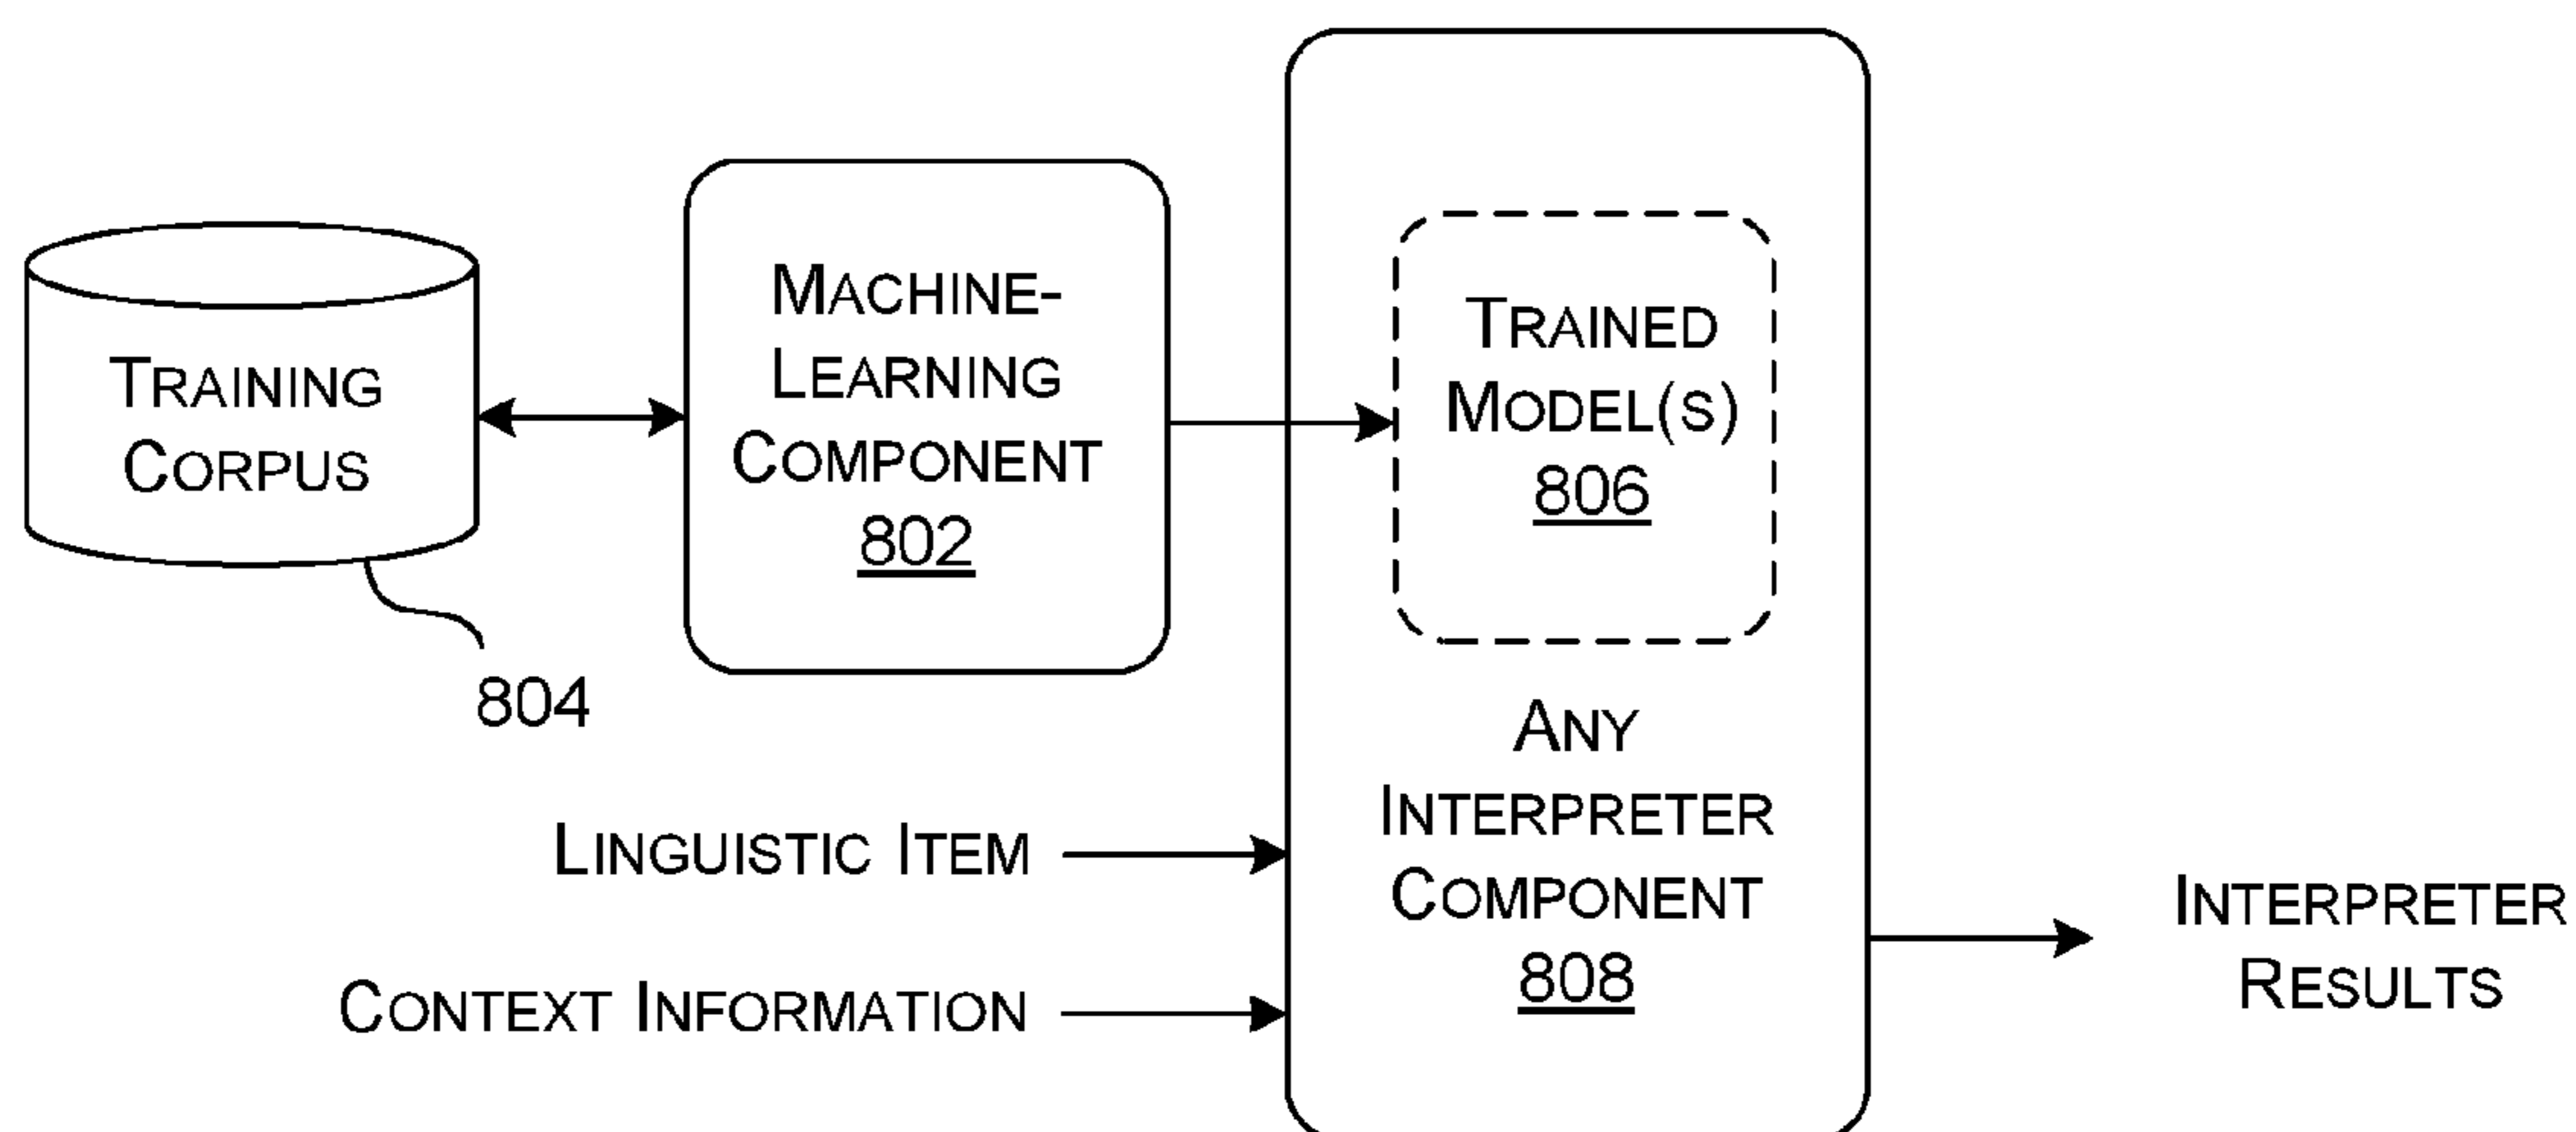 TRAINING
CORPUS
804
MACHINE-
LEARNING
COMPONENT
802
TRAINED
MODEL(S)
806
ANY
INTERPRETER
COMPONENT
808
LINGUISTIC ITEM
CONTEXT INFORMATION
INTERPRETER
RESULTS